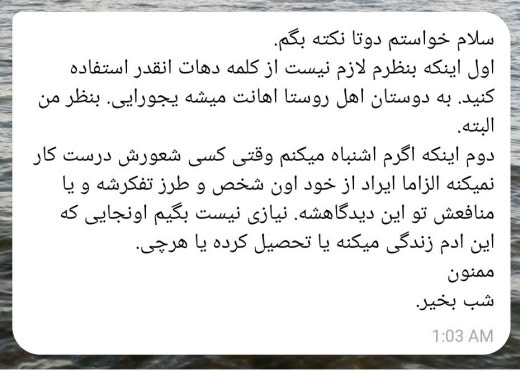 سلام خواستم دوتا نکته بگم.
اول اینکه بنظرم لازم نیست از کلمه دهات انقدر استفاده
کنید. به دوستان اهل روستا اهانت میشه یجورایی. بنظر من
البته.
دوم اینکه اگرم اشنباه میکنم وقتی کسی شعورش درست کار
نمیکنه الزاما ایراد از خود اون شخص و طرز تفکرشه و یا
منافعش تو این دیدگاهشه. نیازی نیست بگیم اونجایی که
این ادم زندگی میکنه یا تحصیل کرده یا هرچی.
ممنون
شب بخیر.
1:03 AM